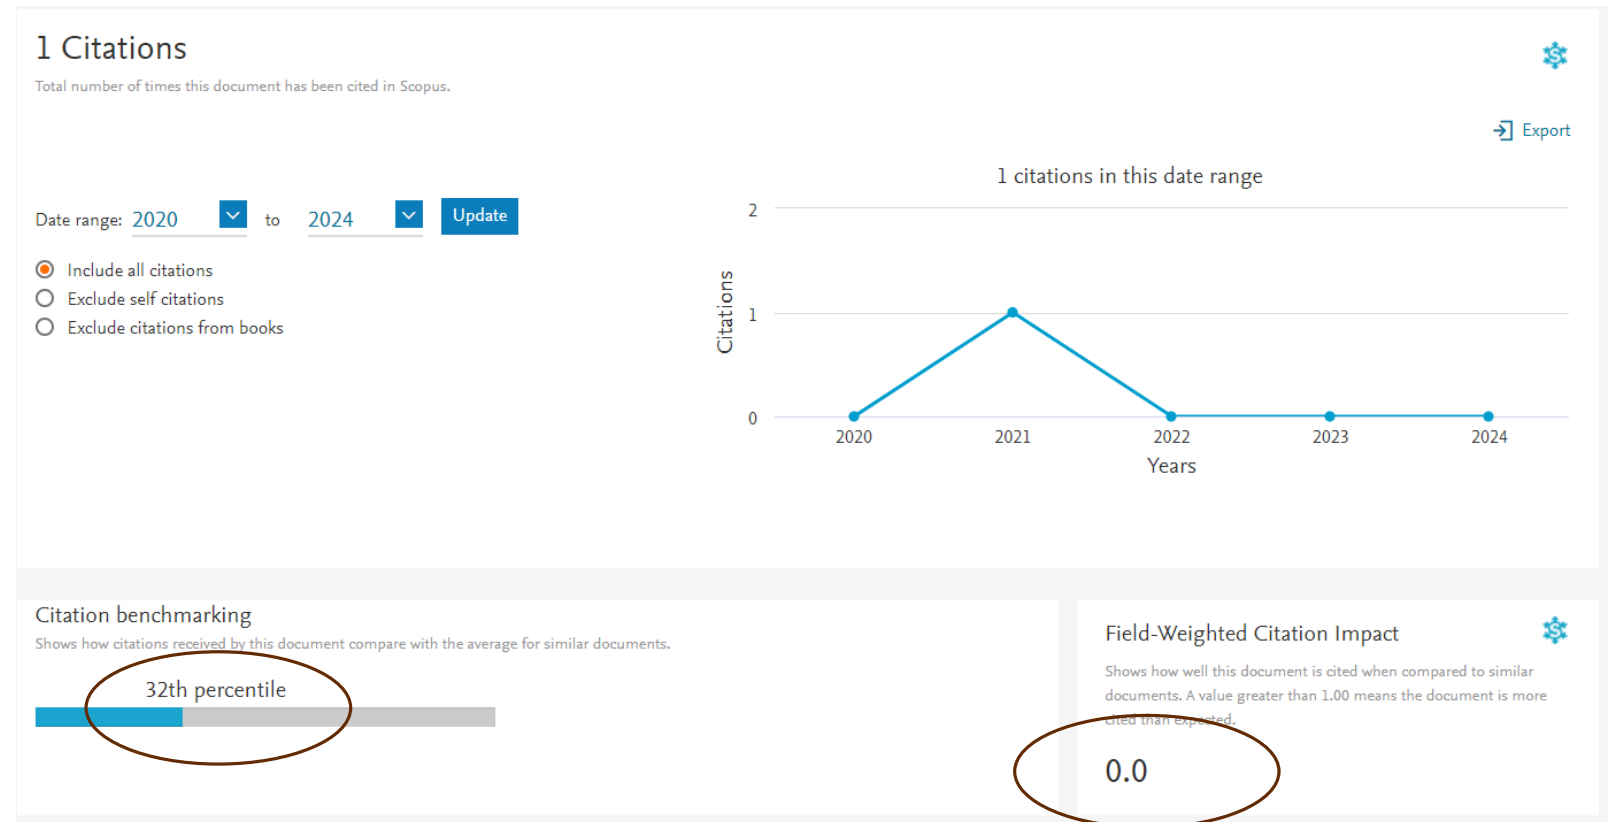 1 Citations
Total number of times this document has been cited in Scopus.
Export
Date range: 2020 to 2024 Update
Include all citations
Exclude self citations
Exclude citations from books
1 citations in this date range
Citations
2
1
0
2020 2021 2022 2023 2024
Years
Citation benchmarking
Shows how citations received by this document compare with the average for similar documents.
32th percentile
Field-Weighted Citation Impact
Shows how well this document is cited when compared to similar
documents. A value greater than 1.00 means the document is more
cited than expected.
0.0